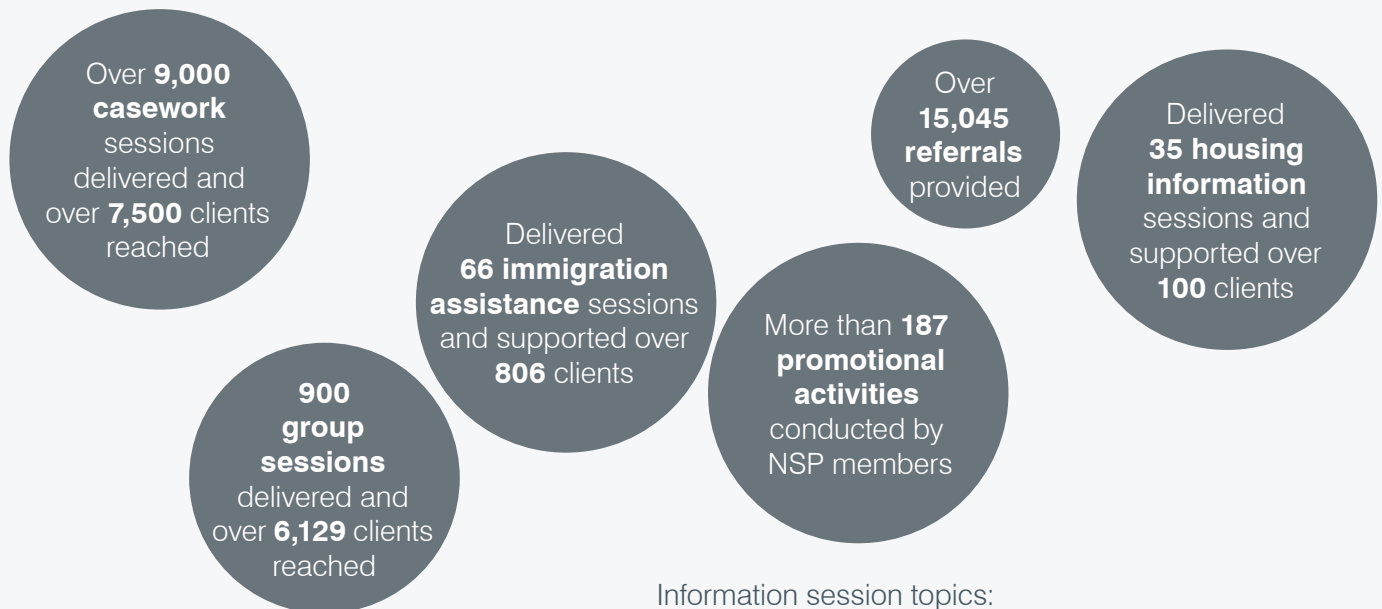 Over 9,000
casework
sessions
delivered and
over 7,500 clients
reached
900
group
sessions
delivered and
over 6,129 clients
reached
Delivered
66 immigration
assistance sessions
and supported over
806 clients
More than 187
promotional
activities
conducted by
NSP members
Over
15,045
referrals
provided
Delivered
35 housing
information
sessions and
supported over
100 clients
Information session topics: